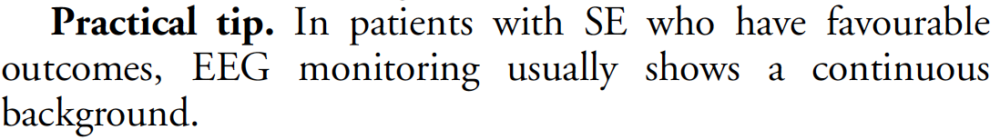 Practical tip. In patients with SE who have favourable
outcomes, EEG monitoring usually shows a continuous
background.